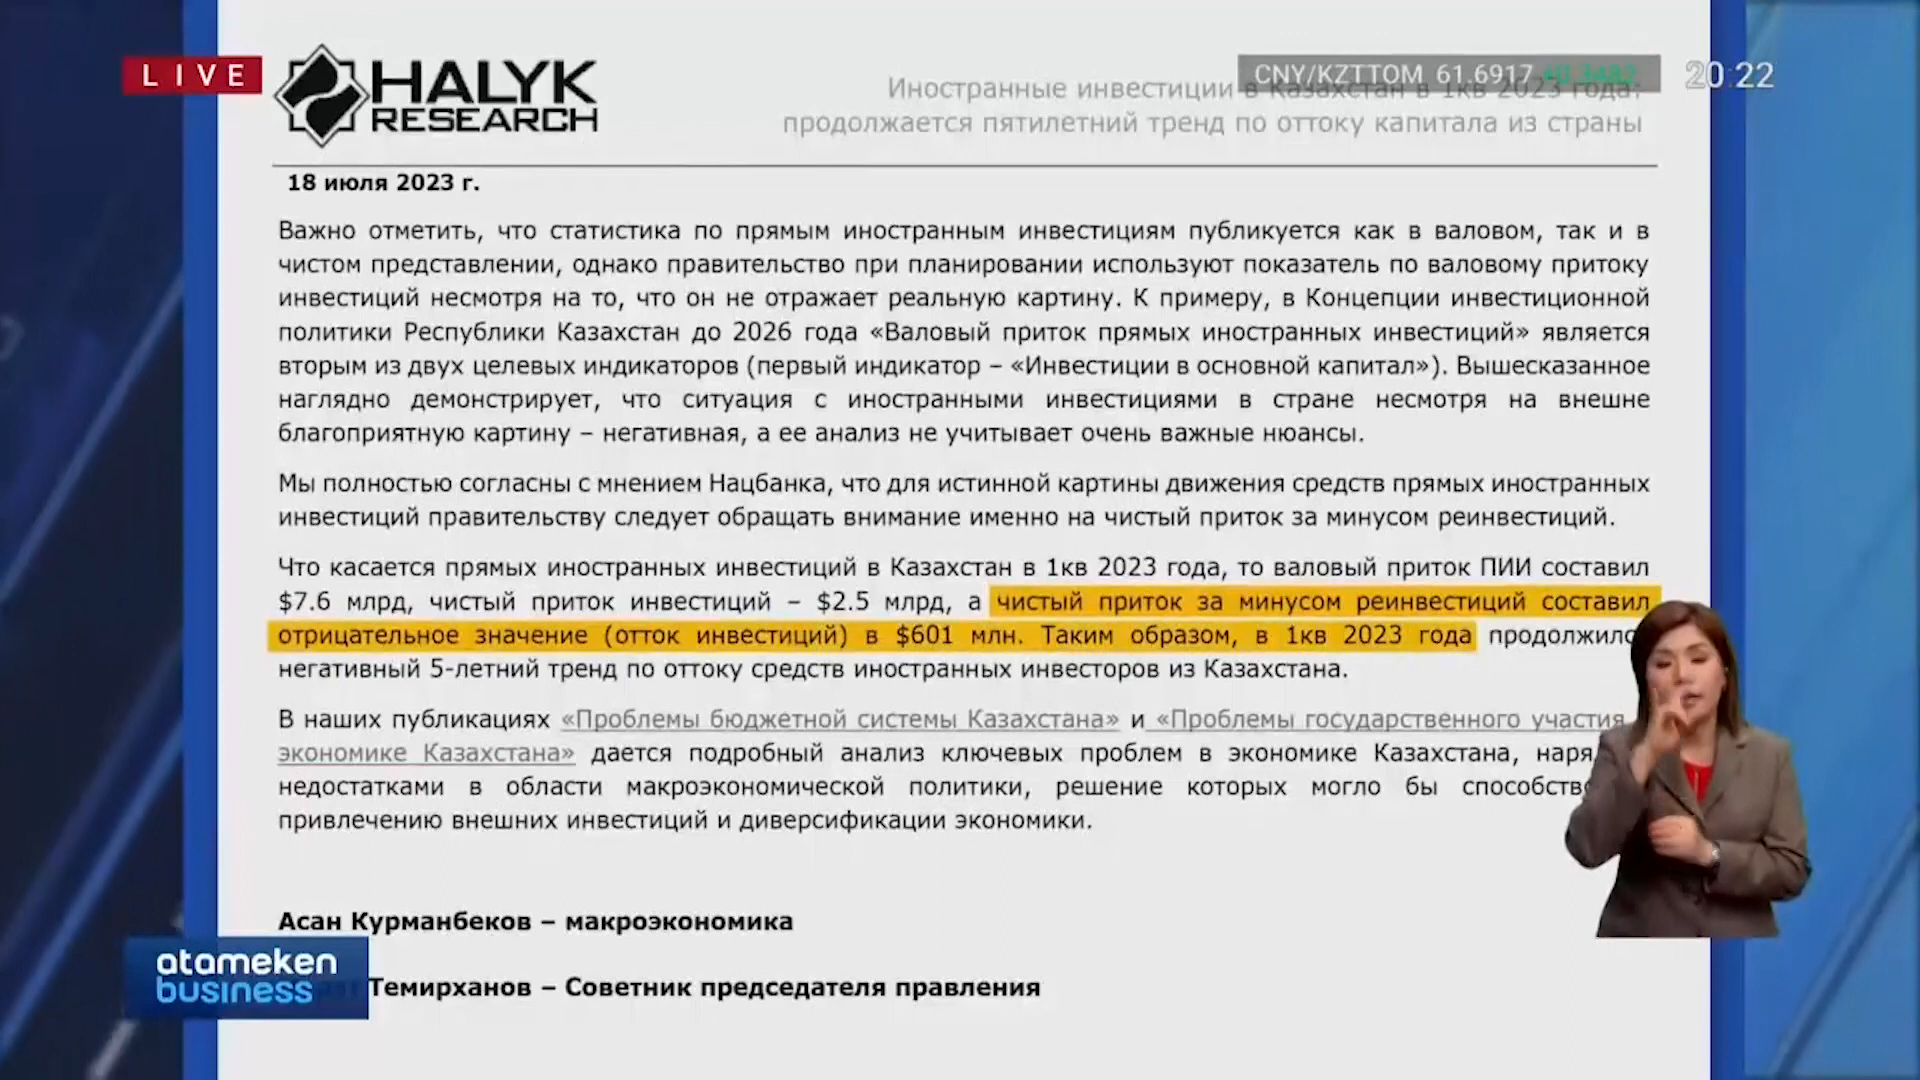 LIVE
HALYK
RESEARCH
CNY/KZTTOM 61.6917 +0.3482
20:22
Иностранные инвестиции в Казахстан в 1кв 2023 года:
продолжается пятилетний тренд по оттоку капитала из страны
18 июля 2023 г.
Важно отметить, что статистика по прямым иностранным инвестициям публикуется как в валовом, так и в
чистом представлении, однако правительство при планировании используют показатель по валовому притоку
инвестиций несмотря на то, что он не отражает реальную картину. К примеру, в Концепции инвестиционной
политики Республики Казахстан до 2026 года «Валовый приток прямых иностранных инвестиций» является
вторым из двух целевых индикаторов (первый индикатор – «Инвестиции в основной капитал»). Вышесказанное
наглядно демонстрирует, что ситуация с иностранными инвестициями в стране несмотря на внешне
благоприятную картину – негативная, а ее анализ не учитывает очень важные нюансы.
Мы полностью согласны с мнением Нацбанка, что для истинной картины движения средств прямых иностранных
инвестиций правительству следует обращать внимание именно на чистый приток за минусом реинвестиций.
Что касается прямых иностранных инвестиций в Казахстан в 1кв 2023 года, то валовый приток ПИИ составил
$7.6 млрд, чистый приток инвестиций – $2.5 млрд, а чистый приток за минусом реинвестиций составил
отрицательное значение (отток инвестиций) в $601 млн. Таким образом, в 1кв 2023 года
негативный 5-летний тренд по оттоку средств иностранных инвесторов из Казахстана.
В наших публикациях «Проблемы бюджетной системы Казахстана» и «Проблемы государственного участия
экономике Казахстана» дается подробный анализ ключевых проблем в экономике Казахстана,
недостатками в области макроэкономической политики, решение которых могло бы
привлечению внешних инвестиций и диверсификации экономики.
Асан Курманбеков – макроэкономика
Темирханов – Советник председателя правления
atameken
business